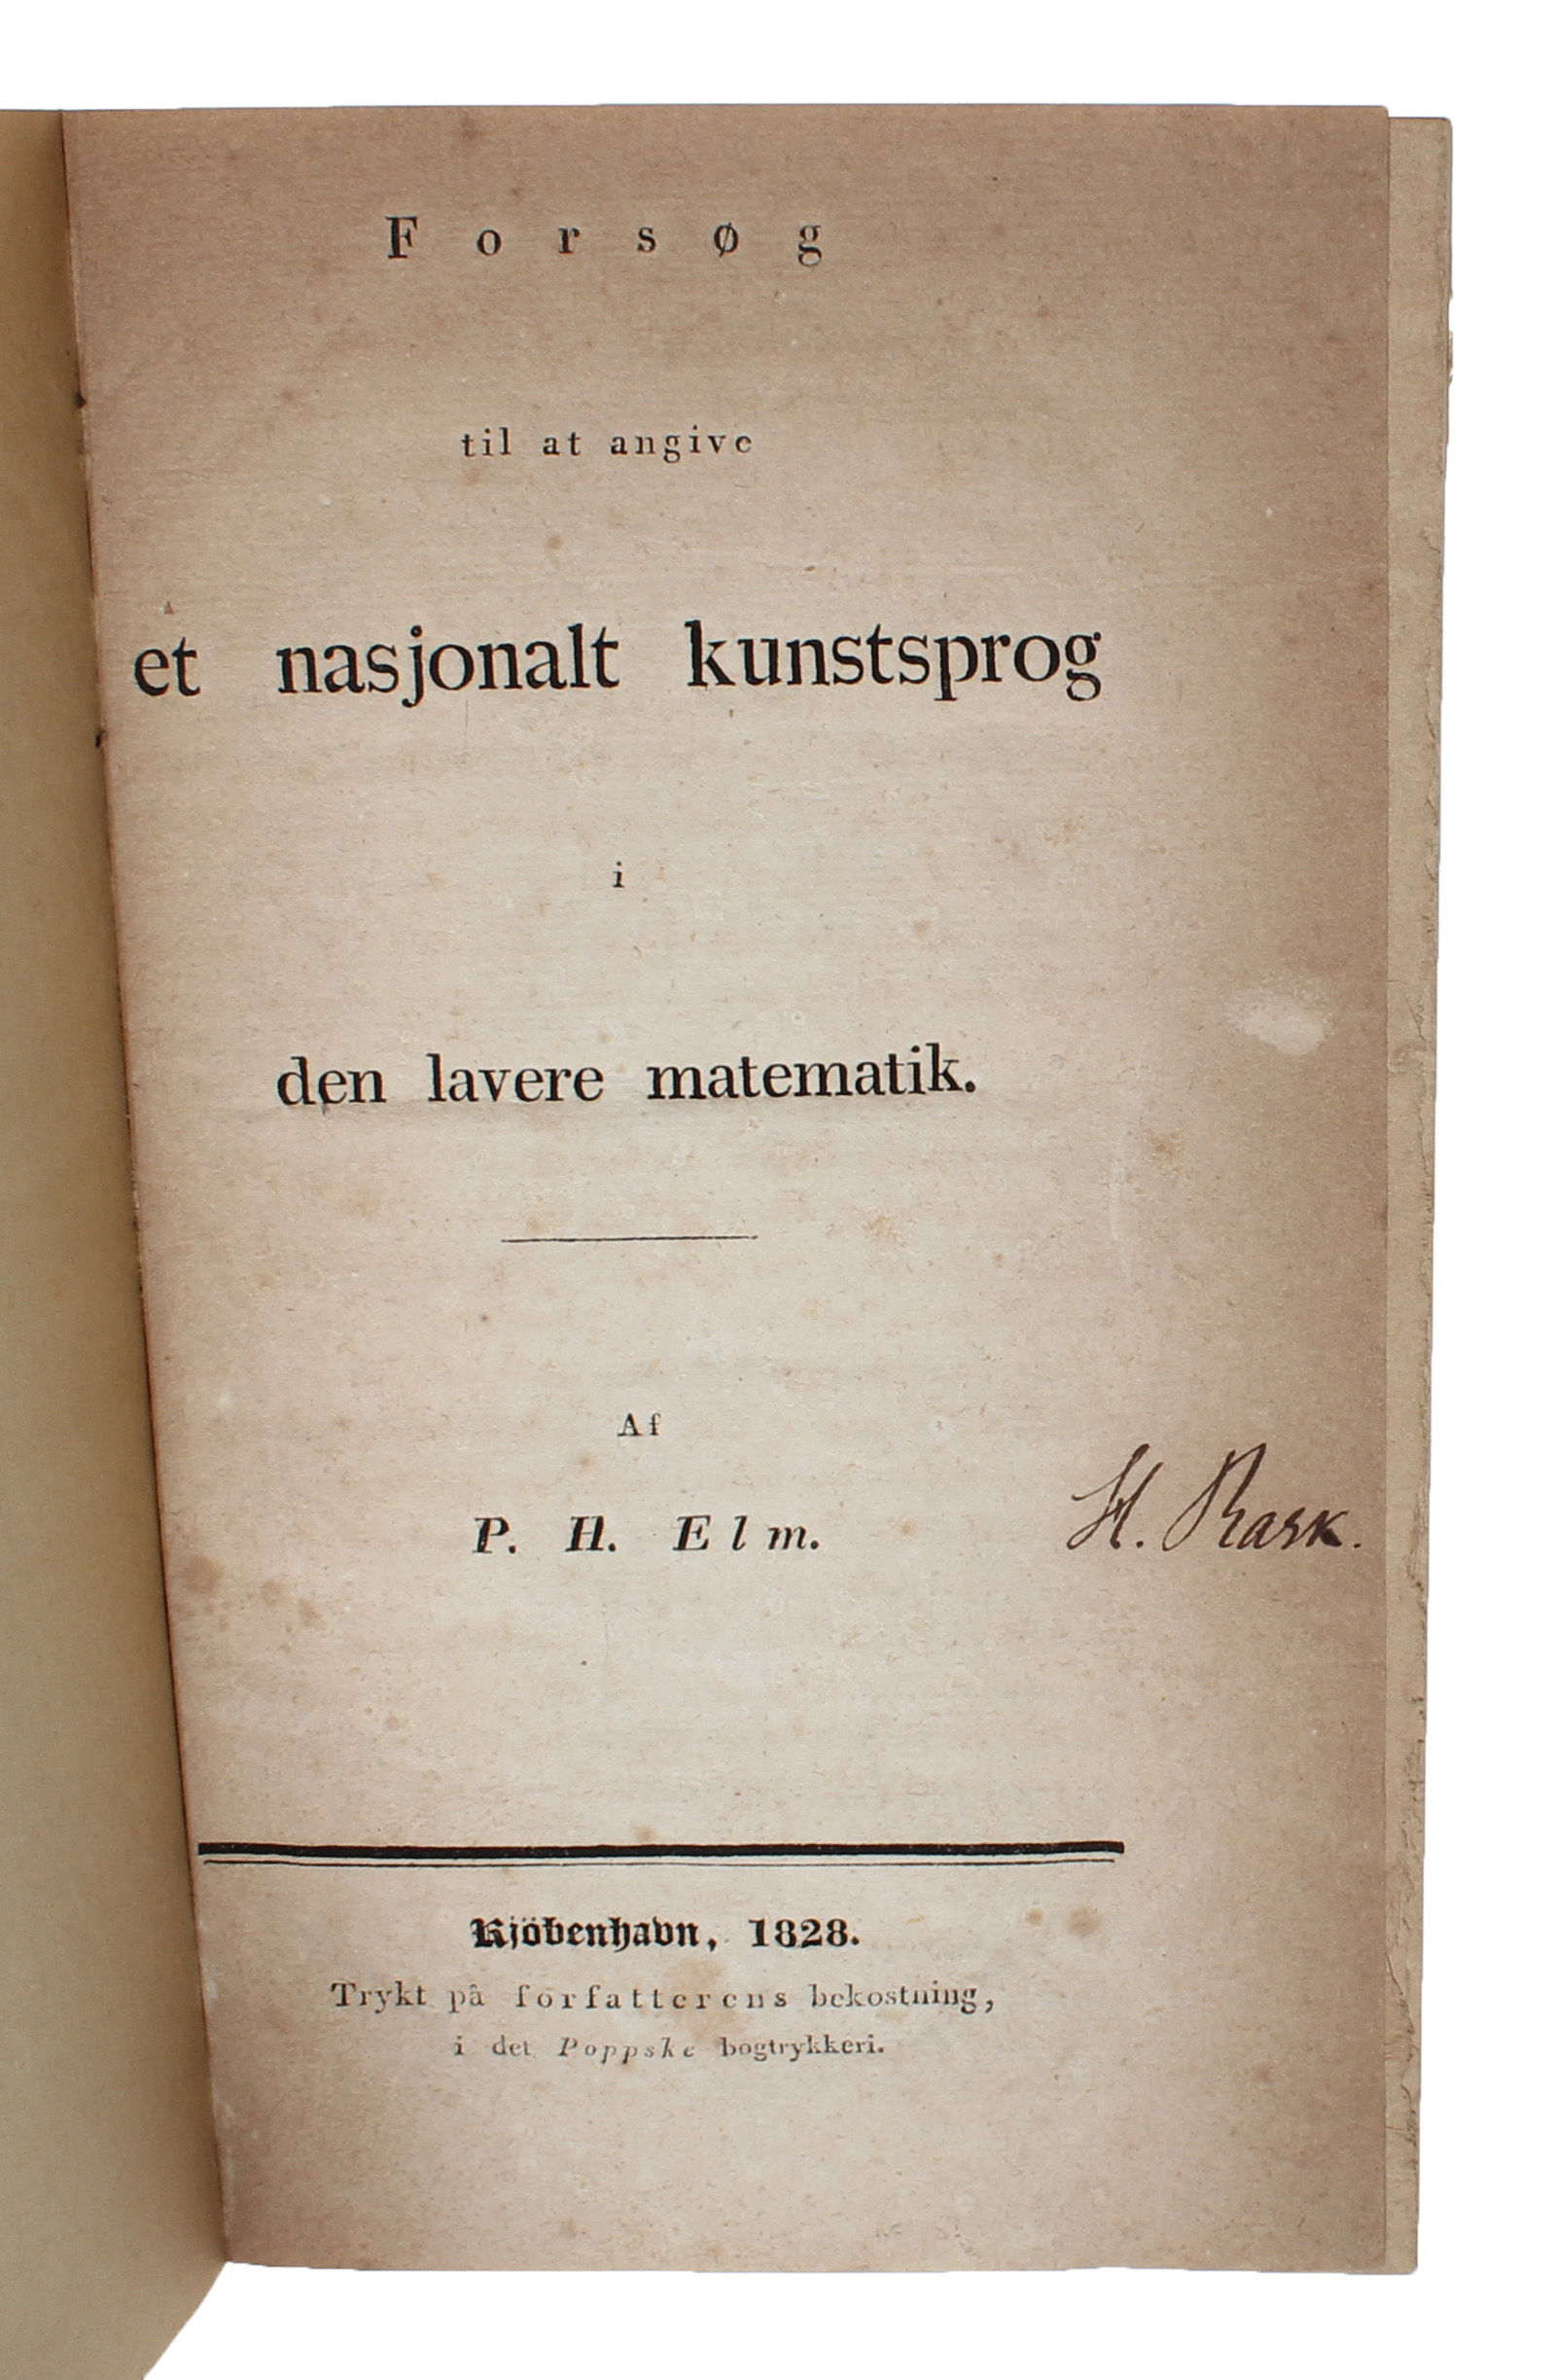 Forsøg
til at angive
et nasjonalt kunstsprog
i
den lavere matematik.
Af
P. H. Elm.
H. Rask.
Kjöbenhavn, 1828.
Trykt på forfatterens bekostning,
i det Poppske bogtrykkeri.